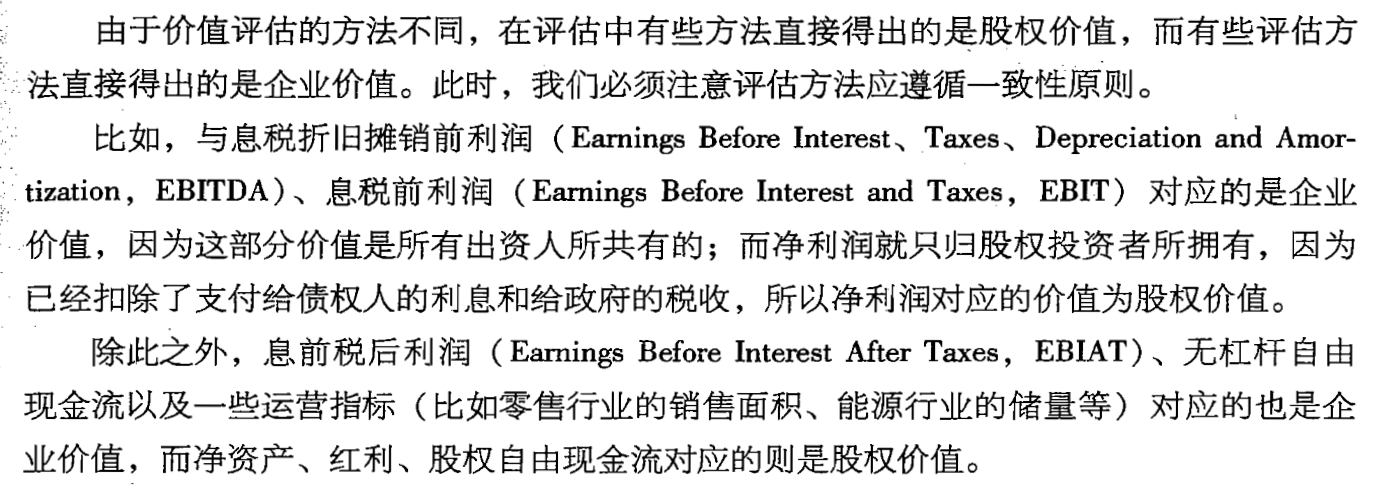 由于价值评估的方法不同，在评估中有些方法直接得出的是股权价值，而有些评估方
法直接得出的是企业价值。此时，我们必须注意评估方法应遵循一致性原则。
比如，与息税折旧摊销前利润（Earnings Before Interest、Taxes、Depreciation and Amor-
tization，EBITDA）、息税前利润（Earnings Before Interest and Taxes，EBIT）对应的是企业
价值，因为这部分价值是所有出资人所共有的；而净利润就只归股权投资者所拥有，因为
已经扣除了支付给债权人的利息和给政府的税收，所以净利润对应的价值为股权价值。
除此之外，息前税后利润（Earnings Before Interest After Taxes，EBIAT）、无杠杆自由
现金流以及一些运营指标（比如零售行业的销售面积、能源行业的储量等）对应的也是企
业价值，而净资产、红利、股权自由现金流对应的则是股权价值。